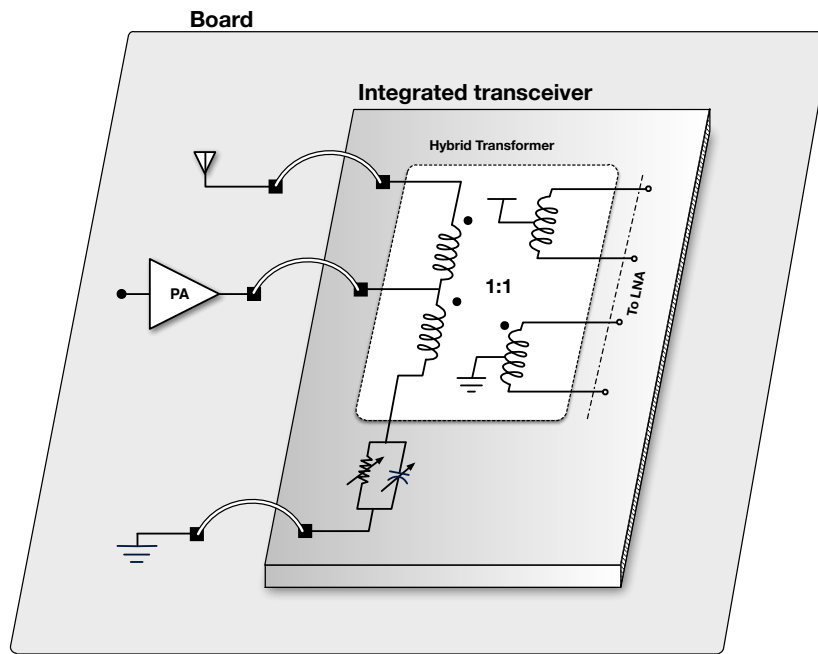 Board
Integrated transceiver
Hybrid Transformer
1:1
PA
To LNA